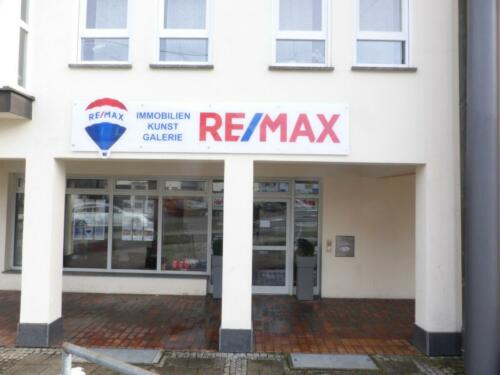 RE/MAX
IMMOBILIEN
KUNST
GALERIE
RE/MAX